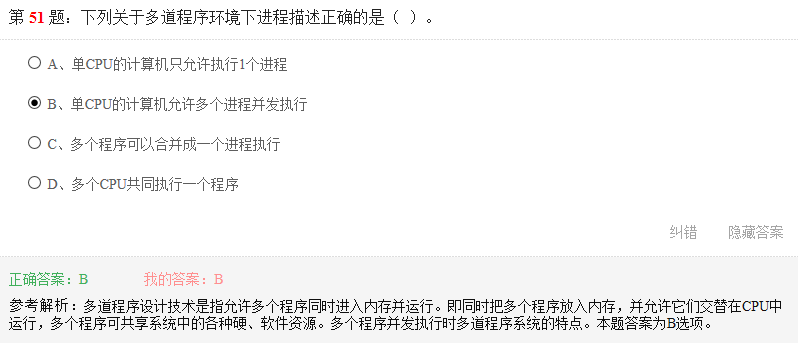 第 51 题：下列关于多道程序环境下进程描述正确的是（ ）。
A、单CPU的计算机只允许执行1个进程
B、单CPU的计算机允许多个进程并发执行
C、多个程序可以合并成一个进程执行
D、多个CPU共同执行一个程序
纠错 隐藏答案
正确答案：B 我的答案：B
参考解析：多道程序设计技术是指允许多个程序同时进入内存并运行。即同时把多个程序放入内存，并允许它们交替在CPU中
运行，多个程序可共享系统中的各种硬、软件资源。多个程序并发执行时多道程序系统的特点。本题答案为B选项。